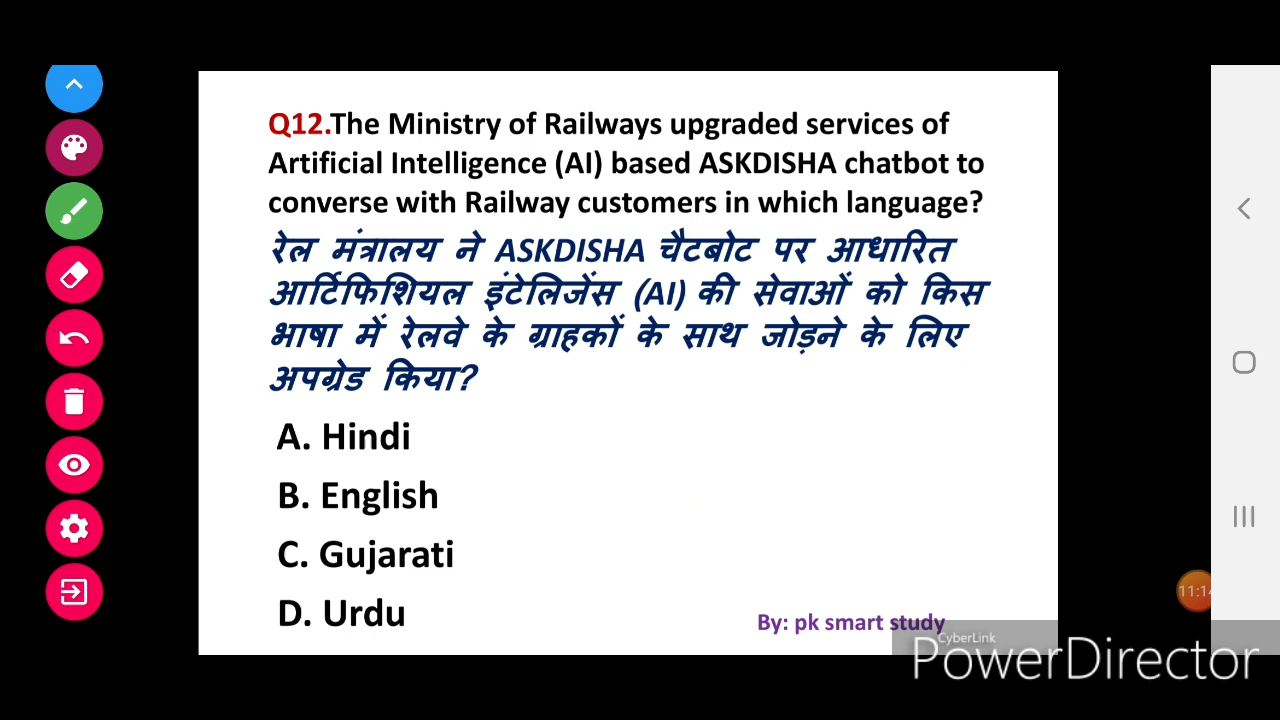 Q12.The Ministry of Railways upgraded services of
Artificial Intelligence (AI) based ASKDISHA chatbot to
converse with Railway customers in which language?
रेल मंत्रालय ने ASKDISHA चैटबोट पर आधारित
आर्टिफिशियल इंटेलिजेंस (AI) की सेवाओं को किस
भाषा में रेलवे के ग्राहकों के साथ जोड़ने के लिए
अपग्रेड किया?
A. Hindi
B. English
C. Gujarati
D. Urdu
11:14
By: pk smart study
CyberLink
PowerDirector